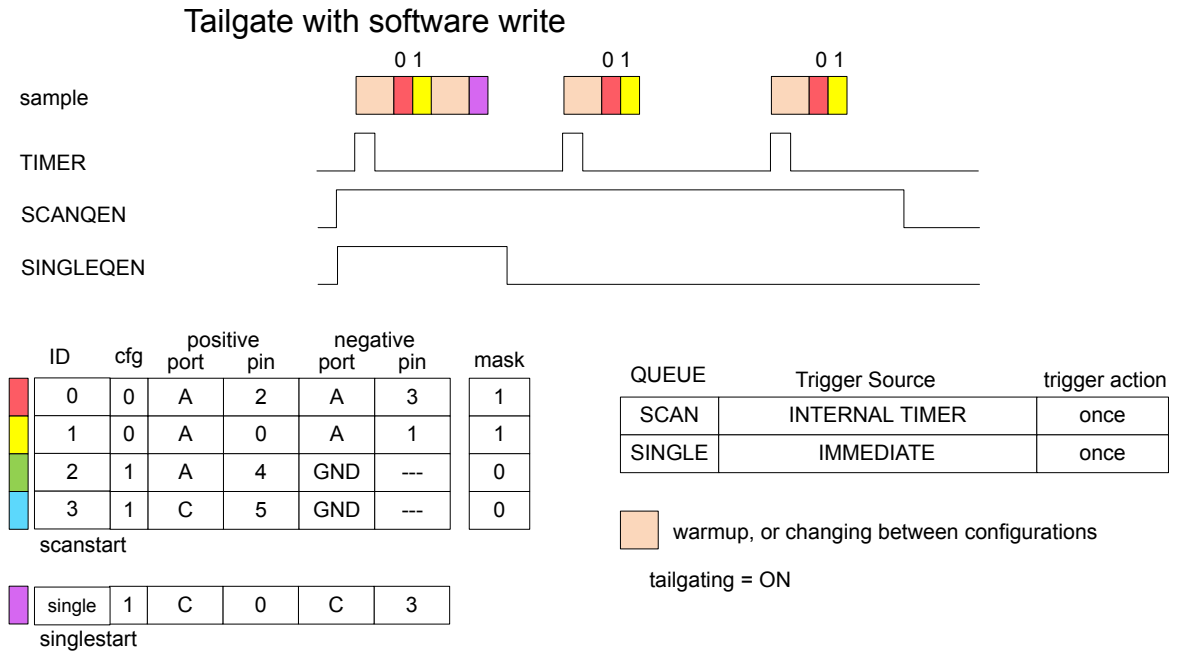 Tailgate with software write
0 1 0 1 0 1
sample
TIMER
SCANQEN
SINGLEQEN
positive negative
ID cfg port pin port pin mask
0 0 A 2 A 3 1
1 0 A 0 A 1 1
2 1 A 4 GND --- 0
3 1 C 5 GND --- 0
scanstart
single 1 C 0 C 3
singlestart
QUEUE Trigger Source trigger action
SCAN INTERNAL TIMER once
SINGLE IMMEDIATE once
warmup, or changing between configurations
tailgating = ON